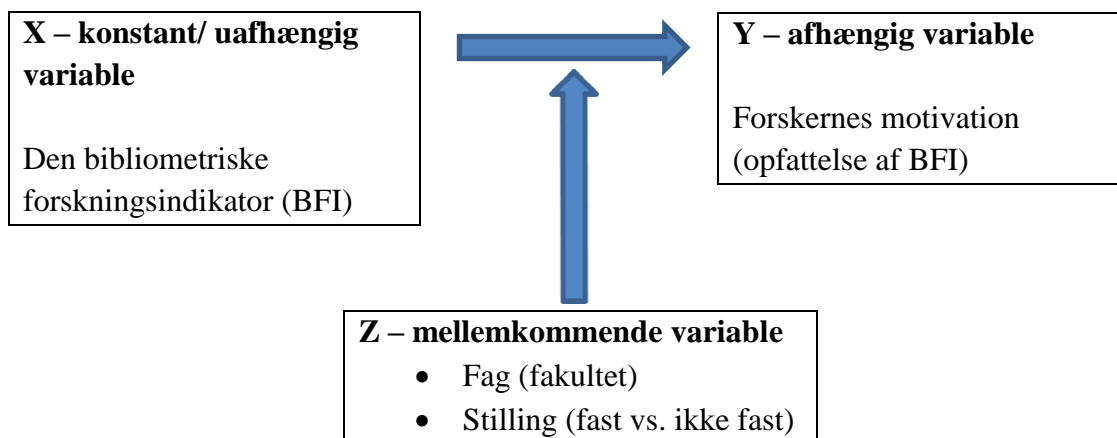 X – konstant/ uafhængig
variable
Den bibliometriske
forskningsindikator (BFI)
Y – afhængig variable
Forskernes motivation
(opfattelse af BFI)
Z – mellemkommende variable
• Fag (fakultet)
• Stilling (fast vs. ikke fast)